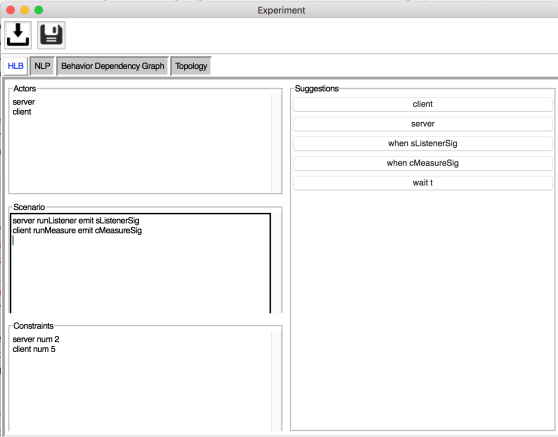 Experiment
HLB NLP Behavior Dependency Graph Topology
Actors
server
client
Scenario
server runListener emit sListenerSig
client runMeasure emit cMeasureSig
Constraints
server num 2
client num 5
Suggestions
client
server
when sListenerSig
when cMeasureSig
wait t